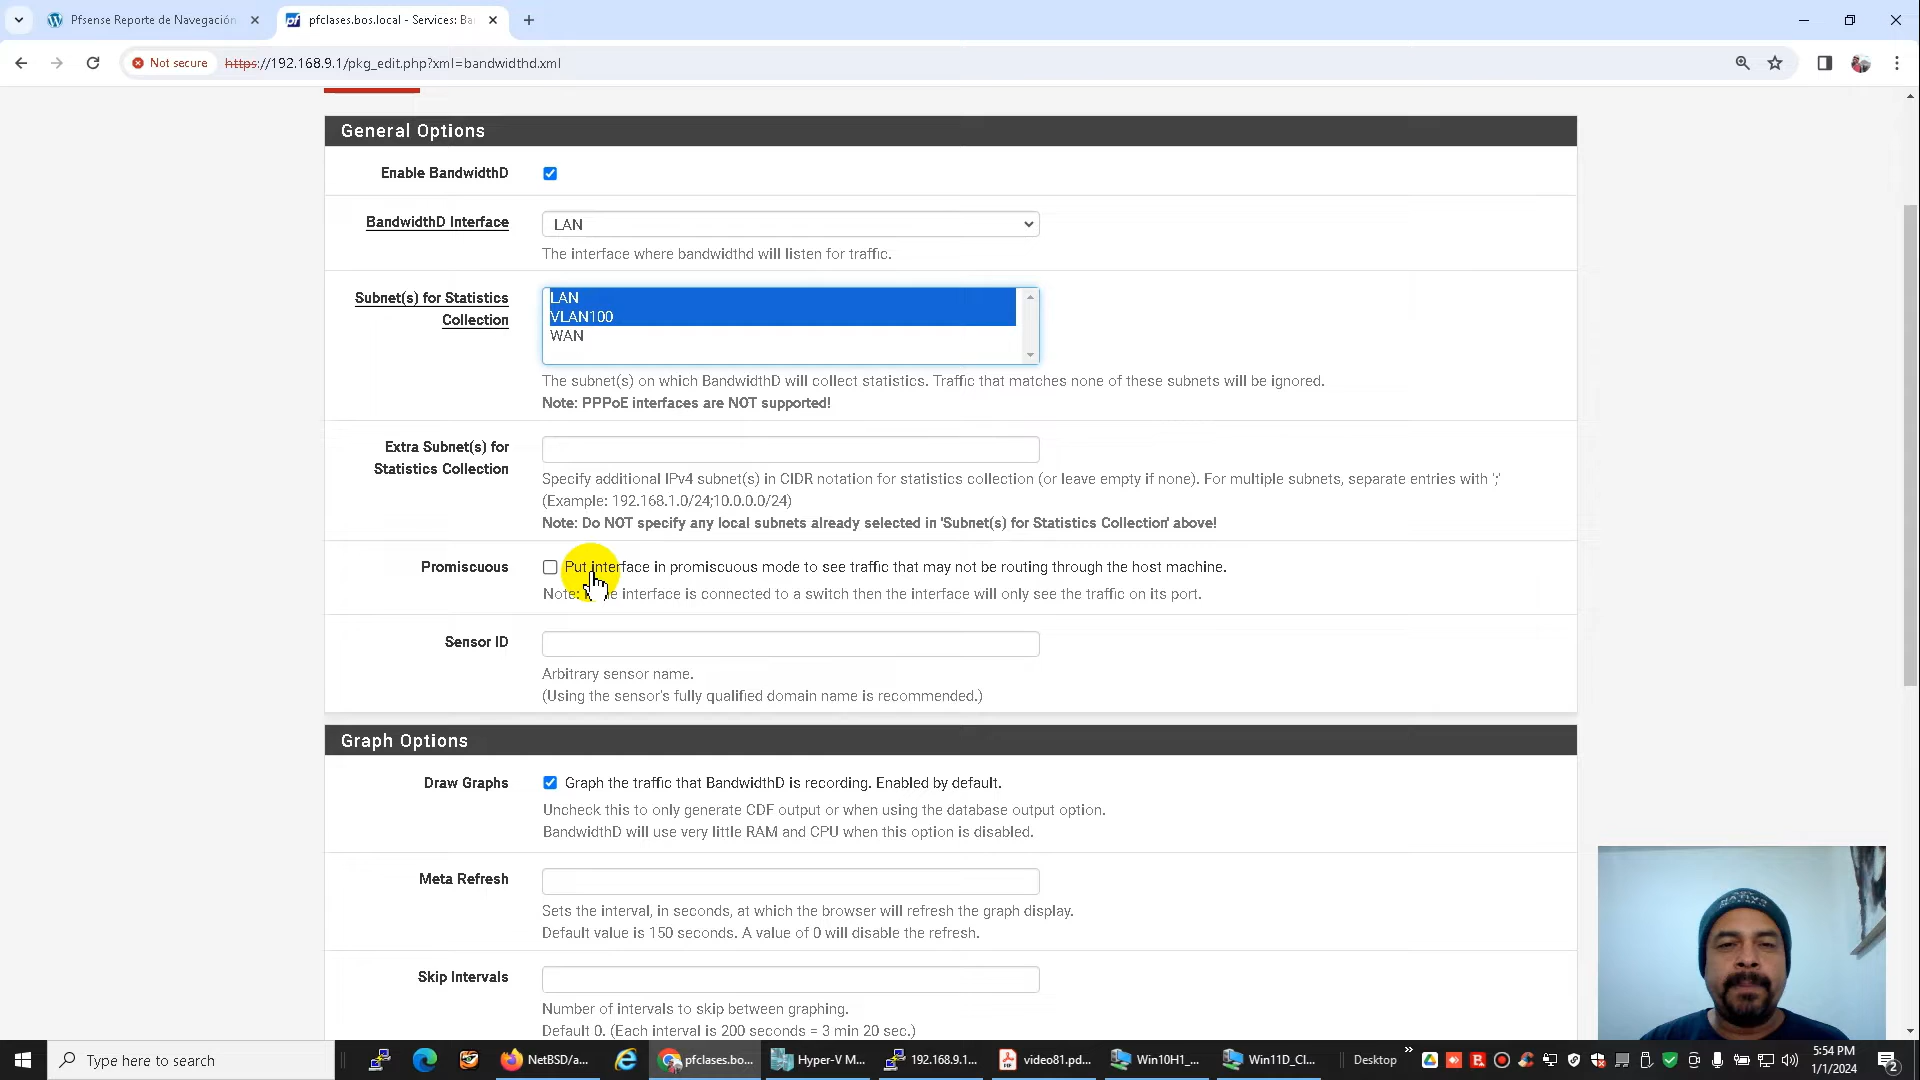 Pfsense Reporte de Navegación
pfclases.bos.local - Services: Ba
Not secure
https://192.168.9.1/pkg_edit.php?xml=bandwidthd.xml
General Options
Enable BandwidthD
BandwidthD Interface
LAN
The interface where bandwidthd will listen for traffic.
Subnet(s) for Statistics
Collection
LAN
VLAN100
WAN
The subnet(s) on which BandwidthD will collect statistics. Traffic that matches none of these subnets will be ignored.
Note: PPPoE interfaces are NOT supported!
Extra Subnet(s) for
Statistics Collection
Specify additional IPv4 subnet(s) in CIDR notation for statistics collection (or leave empty if none). For multiple subnets, separate entries with ';'
(Example: 192.168.1.0/24;10.0.0.0/24)
Note: Do NOT specify any local subnets already selected in 'Subnet(s) for Statistics Collection' above!
Promiscuous
Put interface in promiscuous mode to see traffic that may not be routing through the host machine.
Note: interface is connected to a switch then the interface will only see the traffic on its port.
Sensor ID
Arbitrary sensor name.
(Using the sensor's fully qualified domain name is recommended.)
Graph Options
Draw Graphs
Graph the traffic that BandwidthD is recording. Enabled by default.
Uncheck this to only generate CDF output or when using the database output option.
BandwidthD will use very little RAM and CPU when this option is disabled.
Meta Refresh
Sets the interval, in seconds, at which the browser will refresh the graph display.
Default value is 150 seconds. A value of 0 will disable the refresh.
Skip Intervals
Number of intervals to skip between graphing.
Default 0. (Each interval is 200 seconds = 3 min 20 sec.)
NATIVE
Type here to search
NetBSD/a...
pfclases.bo...
Hyper-V M...
192.168.9.1...
video81.pd...
Win10H1_...
Win11D_Cl...
Desktop
5:54 PM
1/1/2024
2